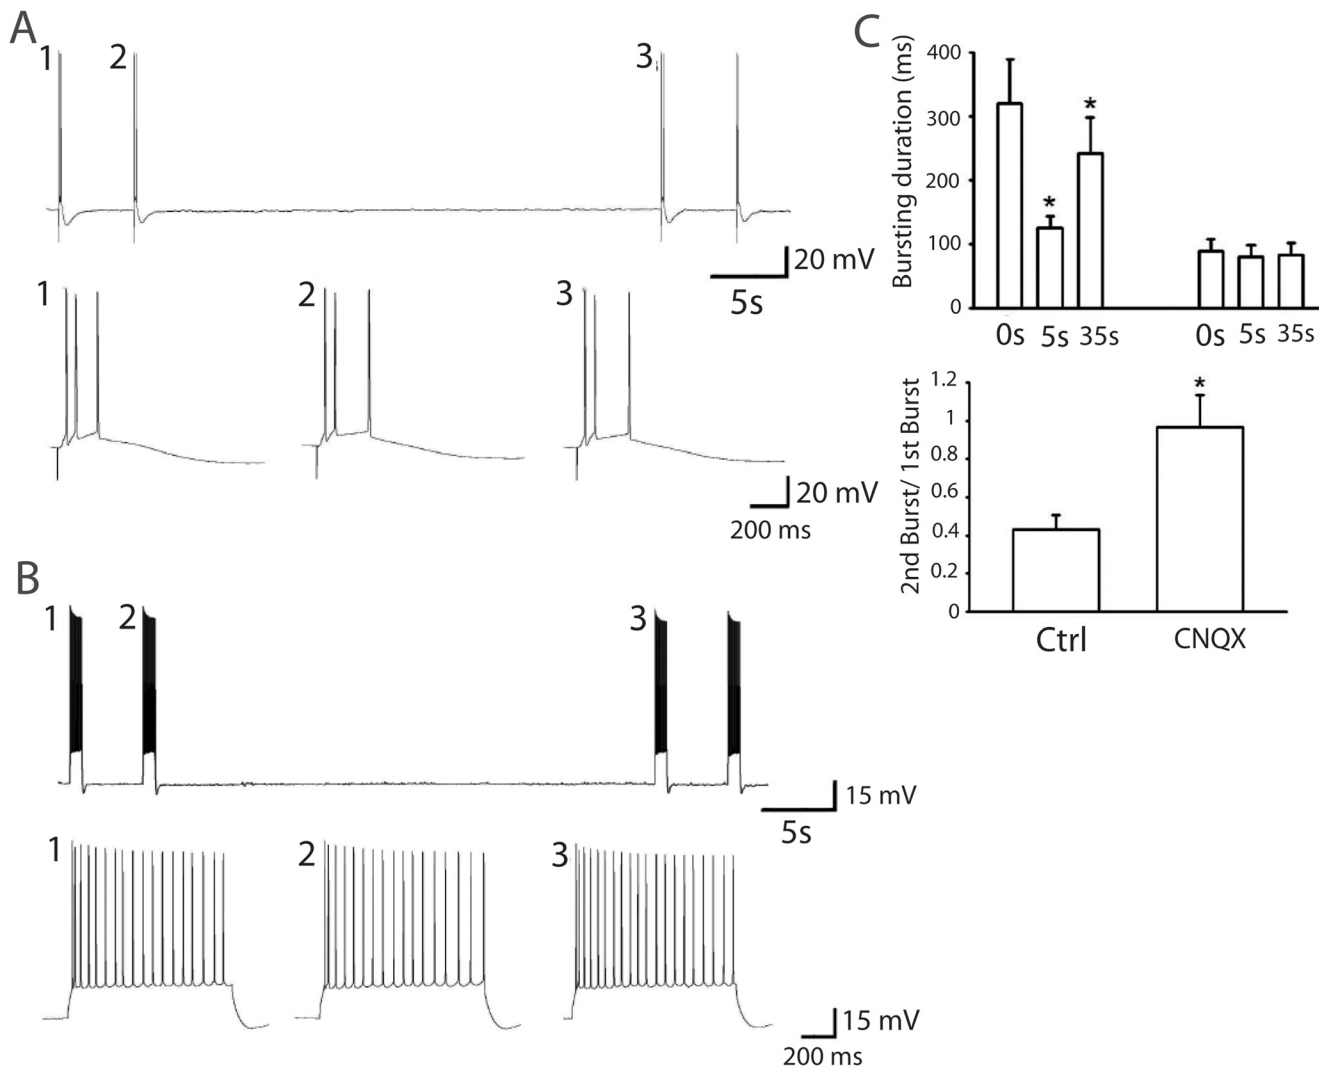 A
1
2
3
20 mV
5s
1
2
3
20 mV
200 ms
B
1
2
3
15 mV
5s
1
2
3
15 mV
200 ms
C
Bursting duration (ms)
400
300
200
100
0
*
*
0s 5s 35s 0s 5s 35s
2nd Burst/ 1st Burst
1.2
1
0.8
0.6
0.4
0.2
0
*
Ctrl CNQX